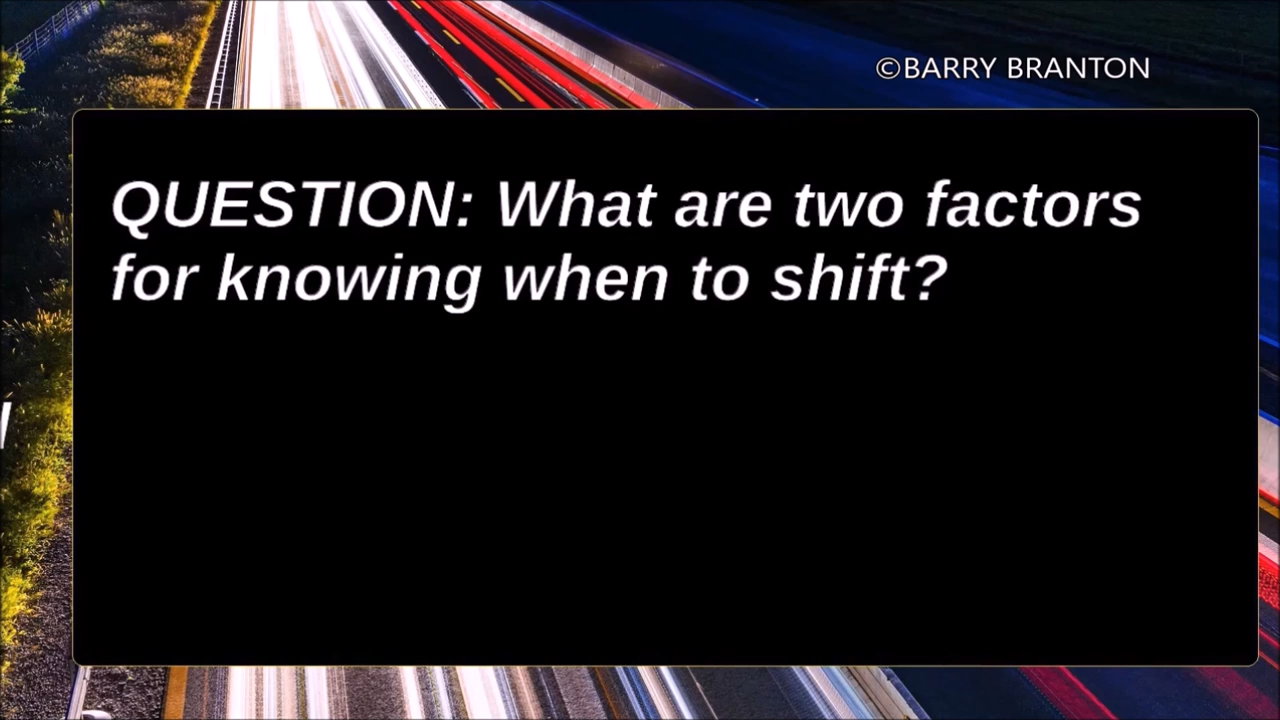 ©BARRY BRANTON
QUESTION: What are two factors
for knowing when to shift?